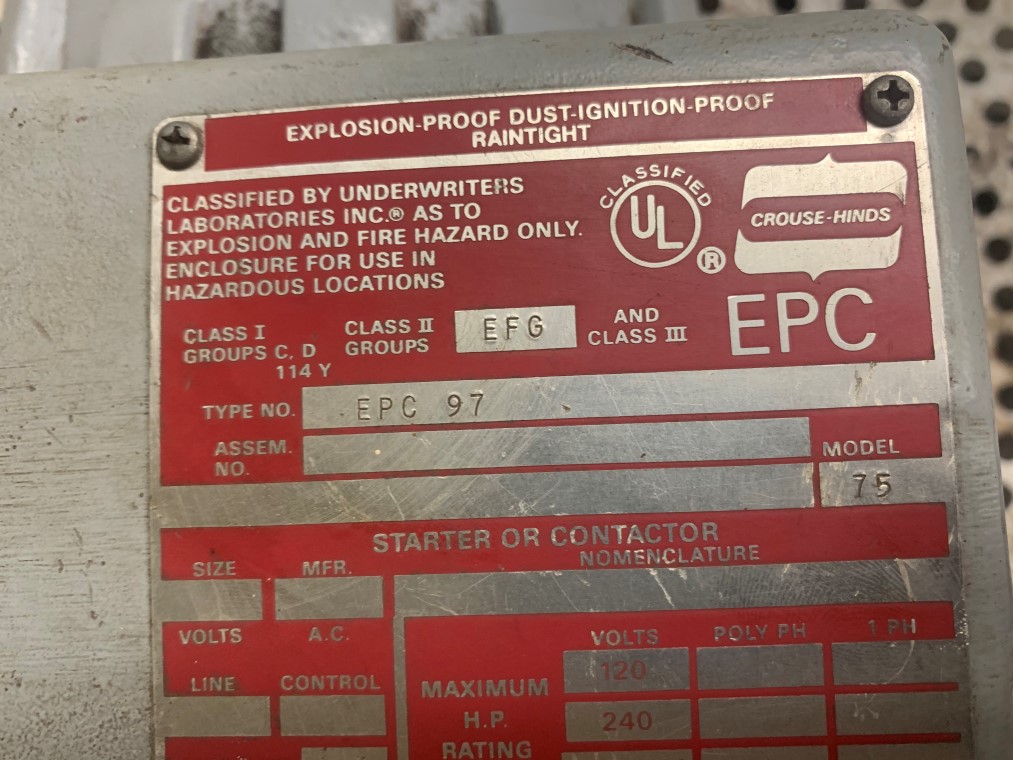 EXPLOSION-PROOF DUST-IGNITION-PROOF
RAINTIGHT
CLASSIFIED BY UNDERWRITERS
LABORATORIES INC.® AS TO
EXPLOSION AND FIRE HAZARD ONLY.
ENCLOSURE FOR USE IN
HAZARDOUS LOCATIONS
CLASSIFIED
UL
®
CROUSE-HINDS
EPC
CLASS I
GROUPS C, D
114 Y
CLASS II
GROUPS
EFG
AND
CLASS III
TYPE NO.
EPC 97
ASSEM.
NO.
MODEL
75
STARTER OR CONTACTOR
NOMENCLATURE
SIZE
MFR.
VOLTS
A.C.
LINE
CONTROL
MAXIMUM
H.P.
RATING
VOLTS
POLY PH
1 PH
120
240